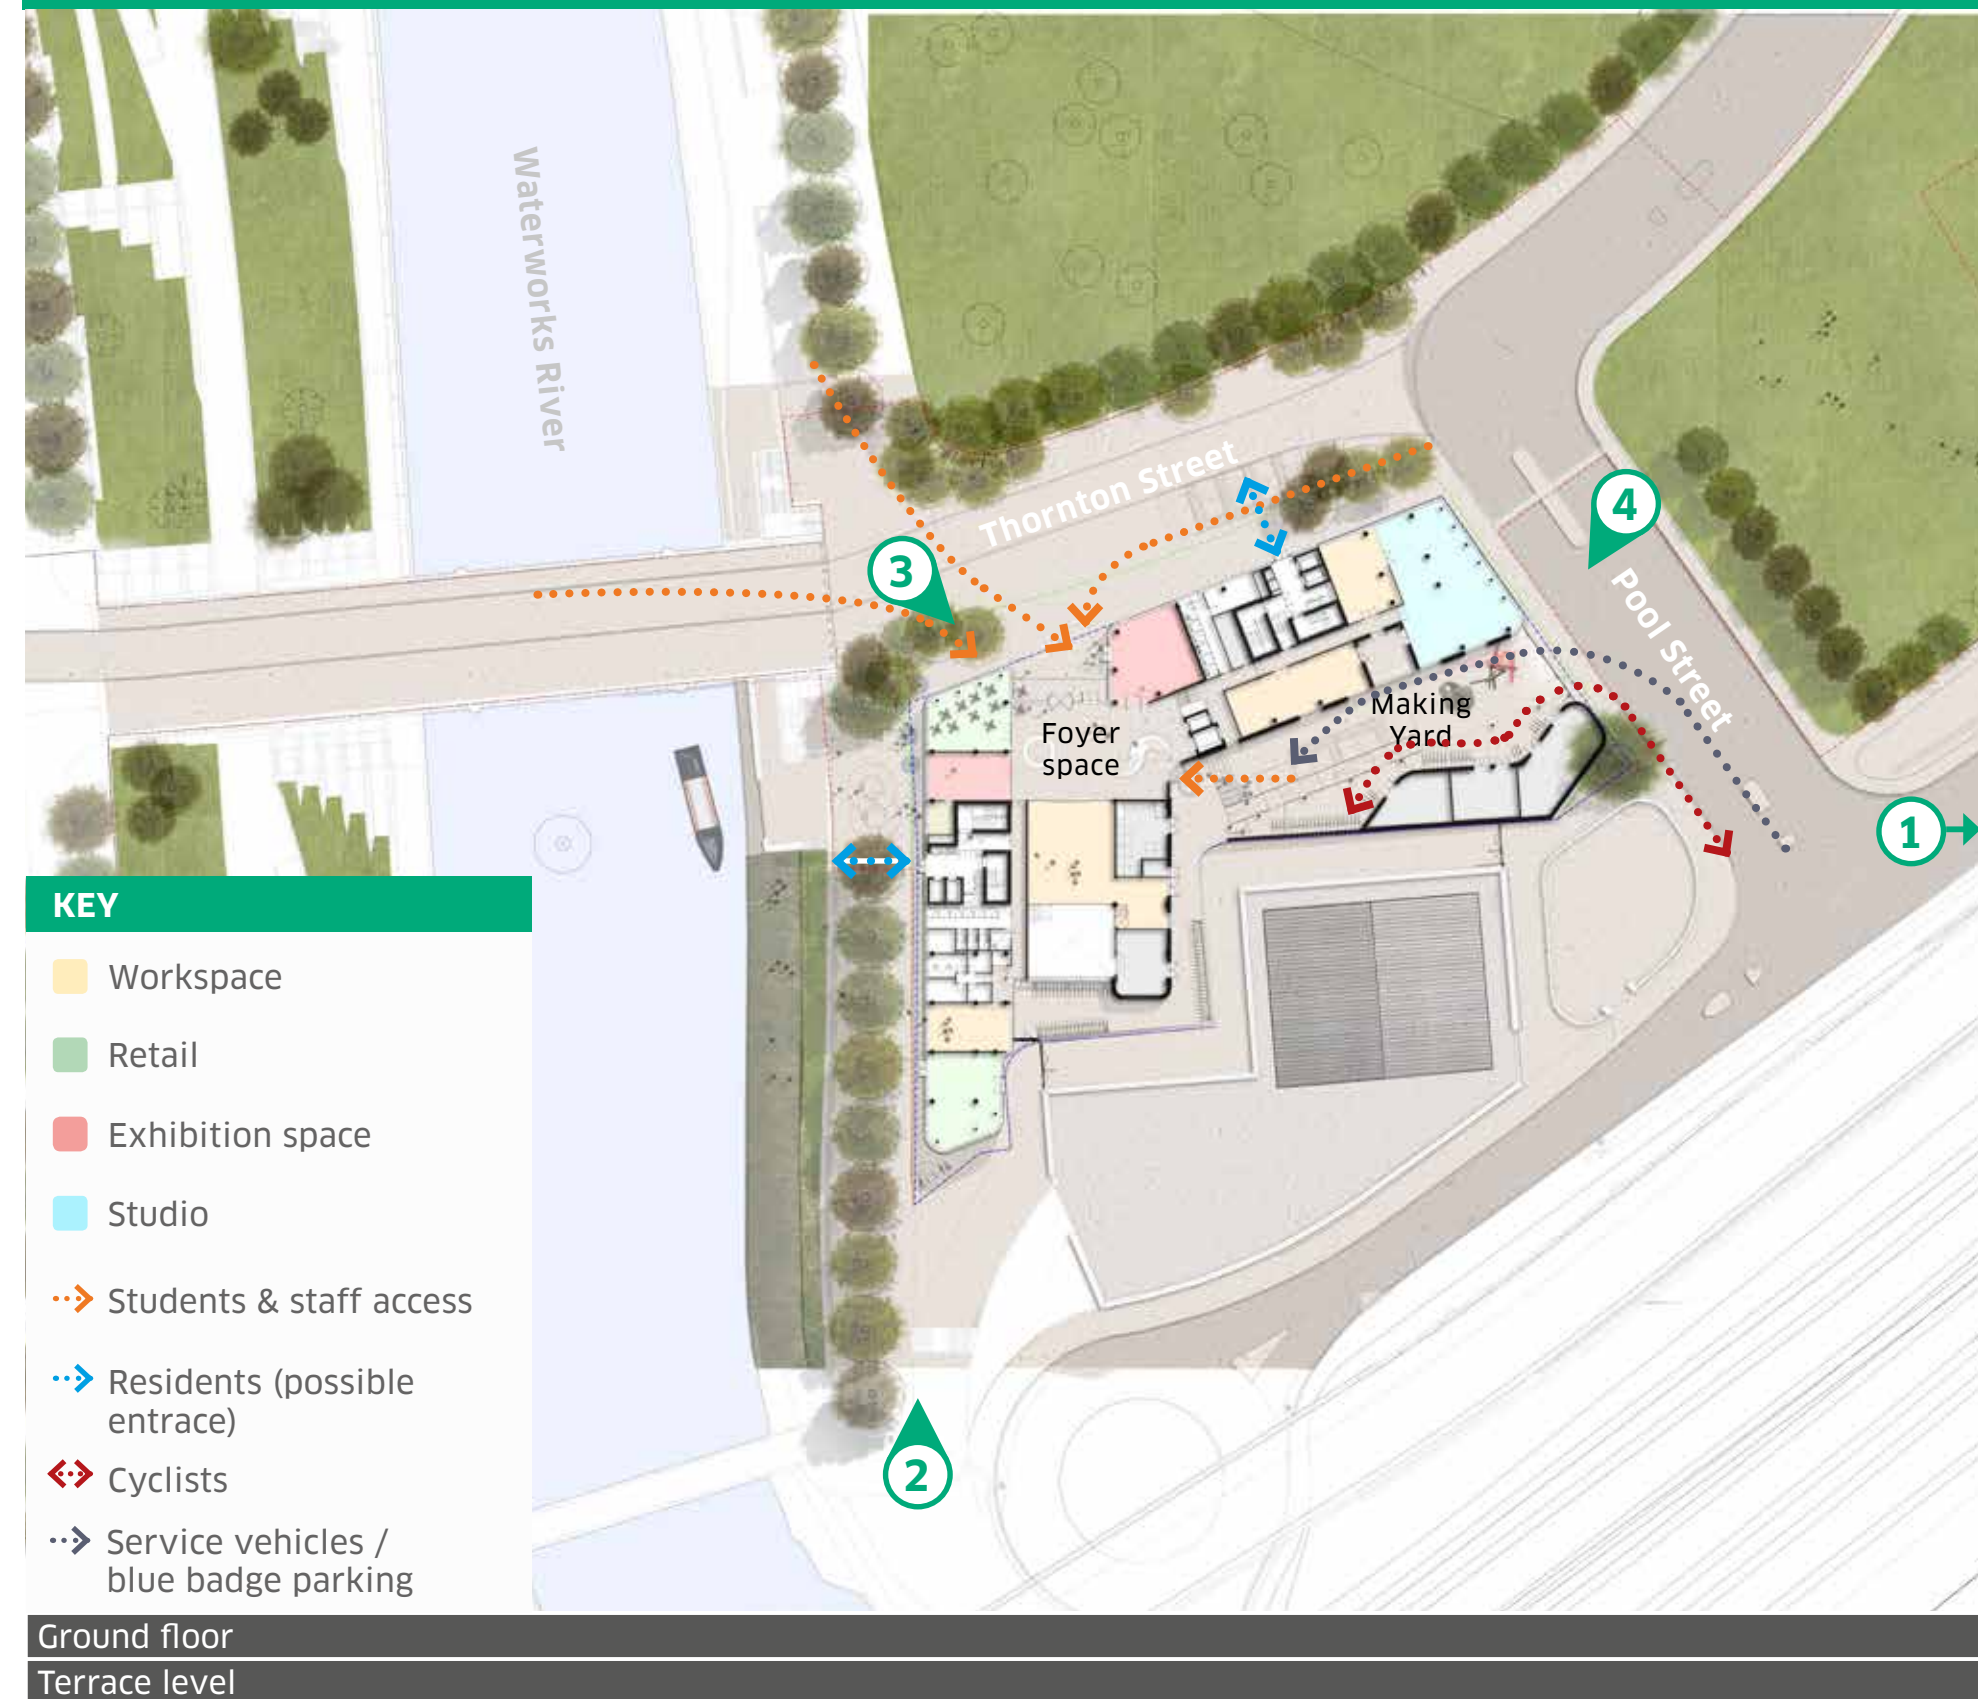 Waterworks River
Thornton Street
3
4
Pool Street
Making
Yard
Foyer
space
1
2
KEY
Workspace
Retail
Exhibition space
Studio
Students & staff access
Residents (possible
entrace)
Cyclists
Service vehicles /
blue badge parking
Ground floor
Terrace level